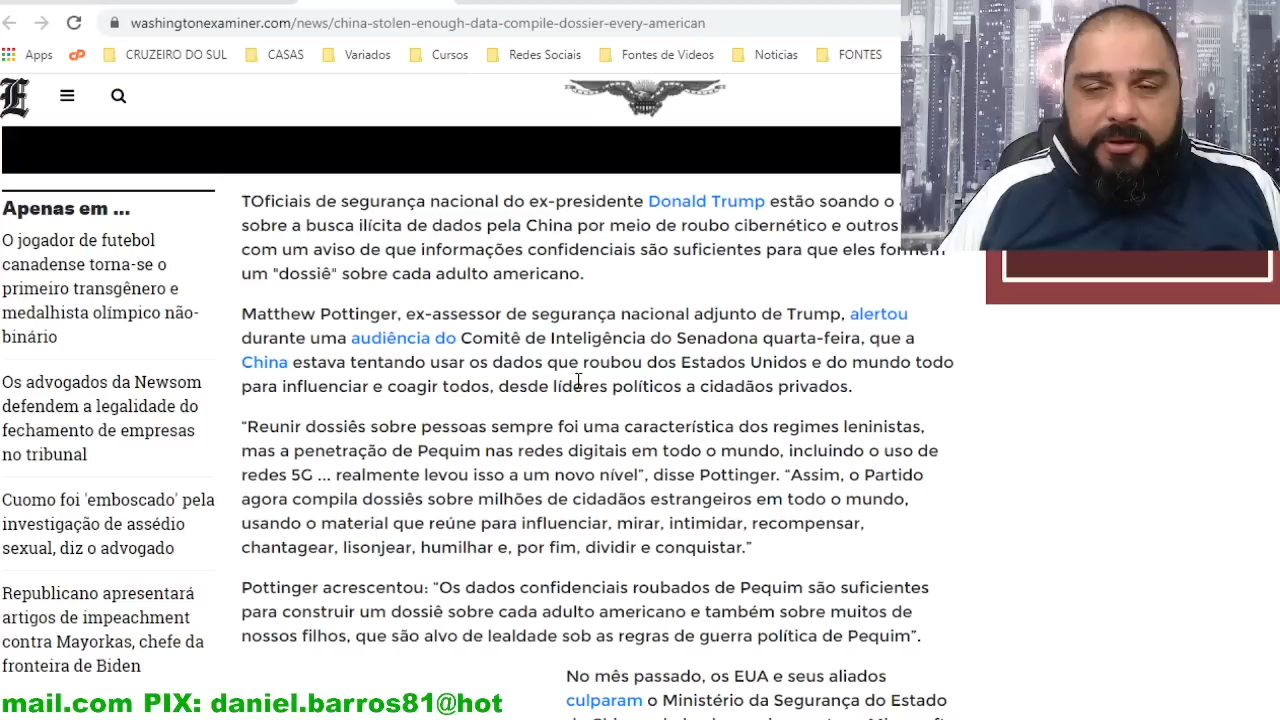 washingtonexaminer.com/news/china-stolen-enough-data-compile-dossier-every-american
Apps CRUZEIRO DO SUL CASAS Variados Cursos Redes Sociais Fontes de Videos Noticias FONTES
E
Apenas em ...
O jogador de futebol
canadense torna-se o
primeiro transgênero e
medalhista olímpico não-
binário
Os advogados da Newsom
defendem a legalidade do
fechamento de empresas
no tribunal
Cuomo foi 'emboscado' pela
investigação de assédio
sexual, diz o advogado
Republicano apresentará
artigos de impeachment
contra Mayorkas, chefe da
fronteira de Biden
TOficiais de segurança nacional do ex-presidente Donald Trump estão soando o
sobre a busca ilícita de dados pela China por meio de roubo cibernético e outros
com um aviso de que informações confidenciais são suficientes para que eles formem
um "dossiê" sobre cada adulto americano.
Matthew Pottinger, ex-assessor de segurança nacional adjunto de Trump, alertou
durante uma audiência do Comitê de Inteligência do Senadona quarta-feira, que a
China estava tentando usar os dados que roubou dos Estados Unidos e do mundo todo
para influenciar e coagir todos, desde líderes políticos a cidadãos privados.
“Reunir dossiês sobre pessoas sempre foi uma característica dos regimes leninistas,
mas a penetração de Pequim nas redes digitais em todo o mundo, incluindo o uso de
redes 5G ... realmente levou isso a um novo nível”, disse Pottinger. “Assim, o Partido
agora compila dossiês sobre milhões de cidadãos estrangeiros em todo o mundo,
usando o material que reúne para influenciar, mirar, intimidar, recompensar,
chantagear, lisonjear, humilhar e, por fim, dividir e conquistar.”
Pottinger acrescentou: “Os dados confidenciais roubados de Pequim são suficientes
para construir um dossiê sobre cada adulto americano e também sobre muitos de
nossos filhos, que são alvo de lealdade sob as regras de guerra política de Pequim”.
No mês passado, os EUA e seus aliados
culparam o Ministério da Segurança do Estado
mail.com PIX: daniel.barros81@hot